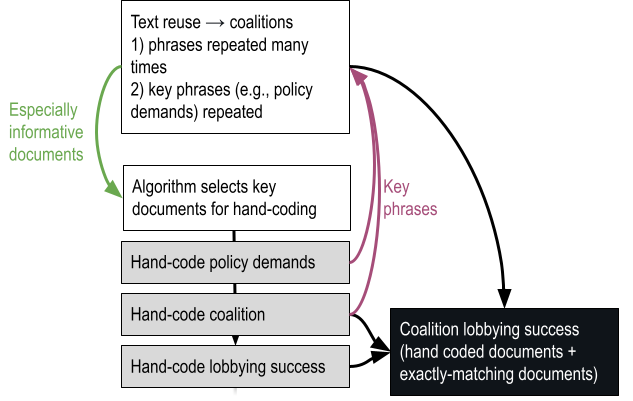 Text reuse → coalitions
1) phrases repeated many
times
2) key phrases (e.g., policy
demands) repeated
Especially
informative
documents
Algorithm selects key
documents for hand-coding
Key
phrases
Hand-code policy demands
Hand-code coalition
Hand-code lobbying success
Coalition lobbying success
(hand coded documents +
exactly-matching documents)